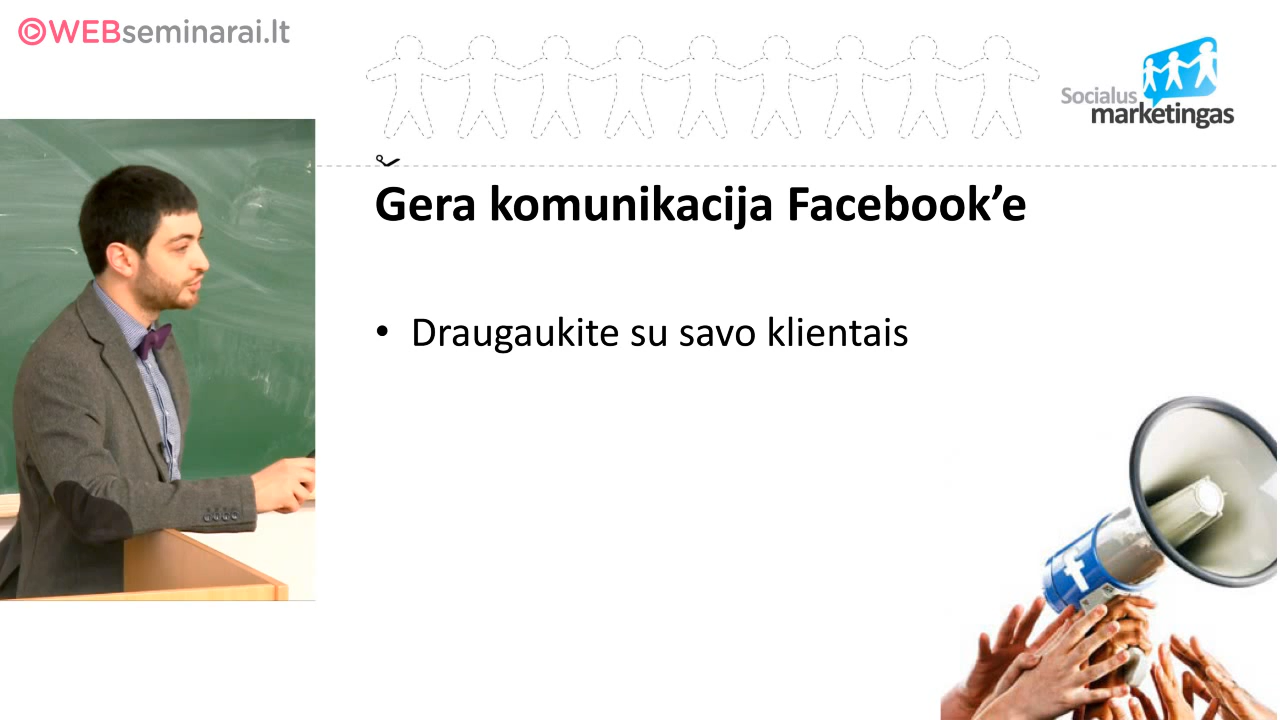 WEBseminarai.lt
Socialus
marketingas
Gera komunikacija Facebook’e
• Draugaukite su savo klientais
f